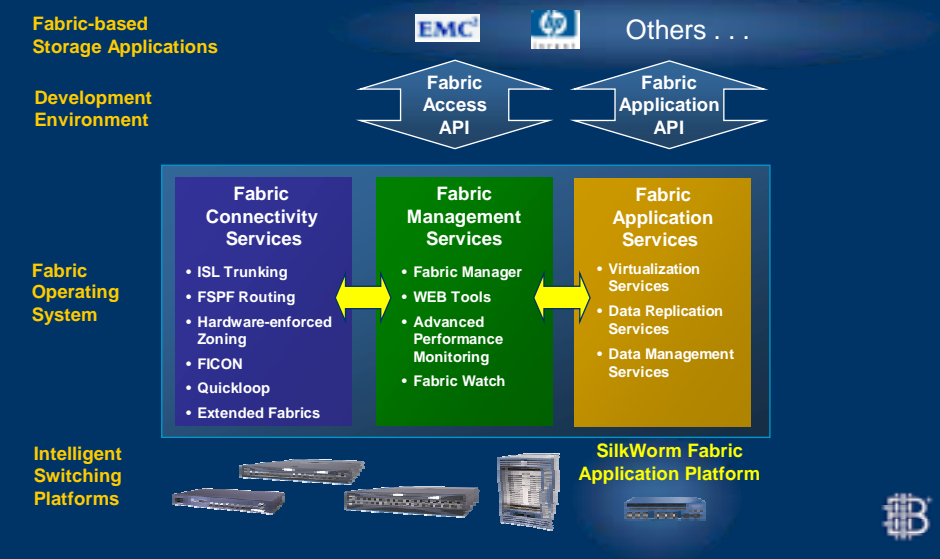 Fabric-based
Storage Applications
EMC²
hp
invent
Others . . .
Development
Environment
Fabric
Access
API
Fabric
Application
API
Fabric
Operating
System
Fabric
Connectivity
Services
• ISL Trunking
• FSPF Routing
• Hardware-enforced
Zoning
• FICON
• Quickloop
• Extended Fabrics
Fabric
Management
Services
• Fabric Manager
• WEB Tools
• Advanced
Performance
Monitoring
• Fabric Watch
Fabric
Application
Services
• Virtualization
Services
• Data Replication
Services
• Data Management
Services
Intelligent
Switching
Platforms
SilkWorm Fabric
Application Platform
B